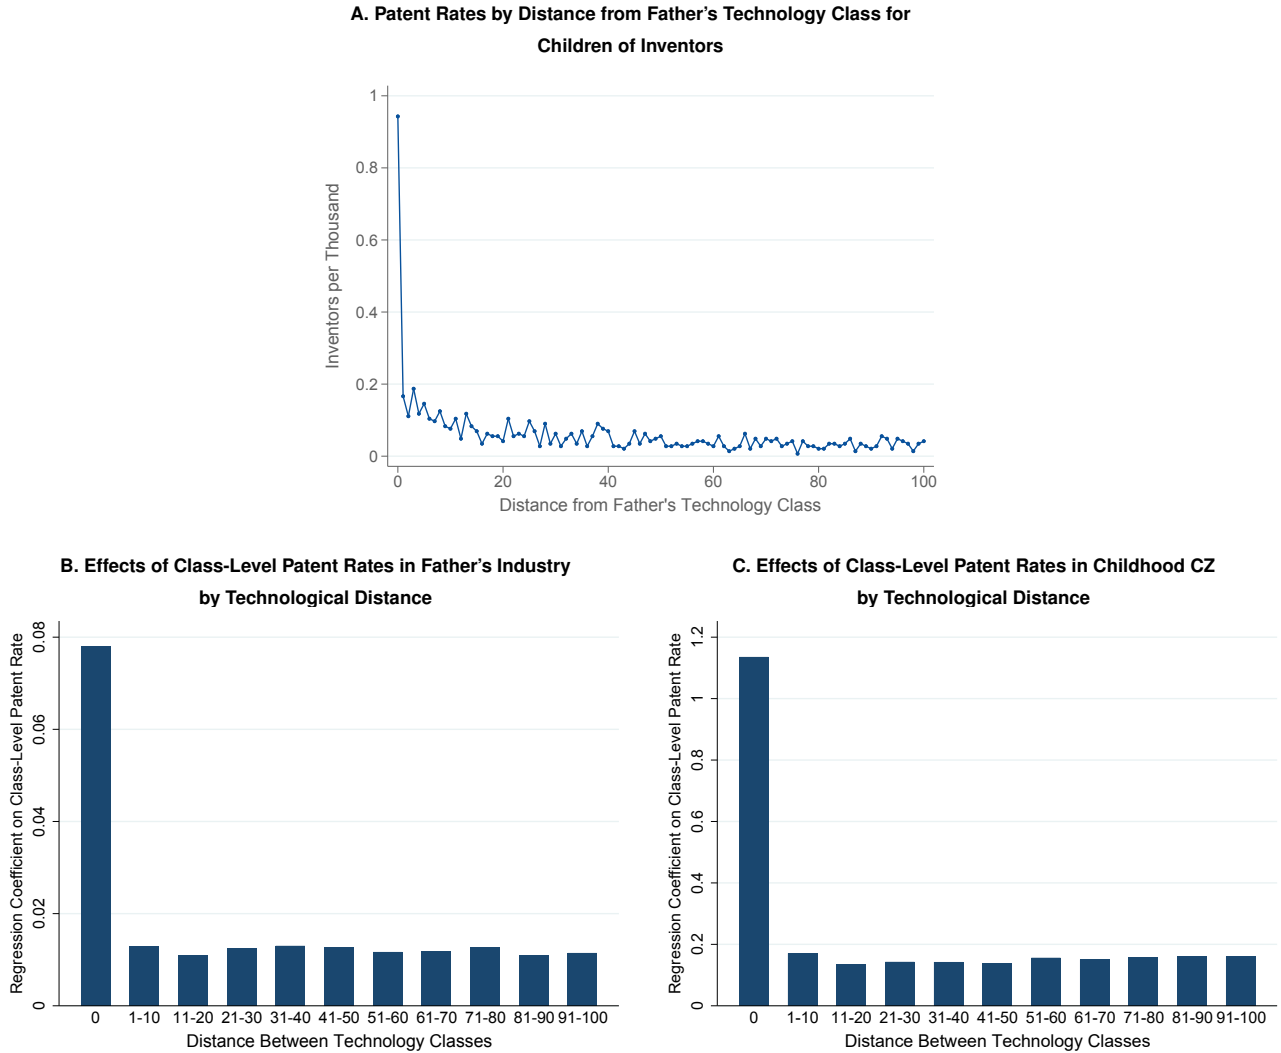 A. Patent Rates by Distance from Father's Technology Class for
Children of Inventors
Inventors per Thousand
1
0.8
0.6
0.4
0.2
0
0 20 40 60 80 100
Distance from Father's Technology Class
B. Effects of Class-Level Patent Rates in Father's Industry
by Technological Distance
Regression Coefficient on Class-Level Patent Rate
0.08
0.06
0.04
0.02
0
0 1-10 11-20 21-30 31-40 41-50 51-60 61-70 71-80 81-90 91-100
Distance Between Technology Classes
C. Effects of Class-Level Patent Rates in Childhood CZ
by Technological Distance
Regression Coefficient on Class-Level Patent Rate
1.2
1
0.8
0.6
0.4
0.2
0
0 1-10 11-20 21-30 31-40 41-50 51-60 61-70 71-80 81-90 91-100
Distance Between Technology Classes